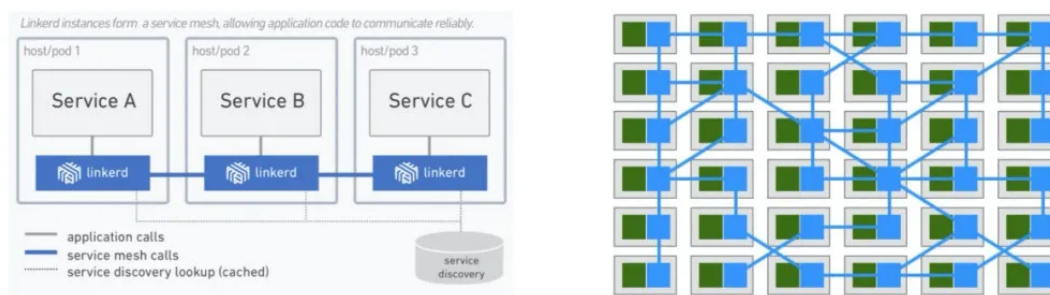 Linkerd instances form a service mesh, allowing application code to communicate reliably.
host/pod 1
host/pod 2
host/pod 3
Service A
Service B
Service C
linkerd
linkerd
linkerd
application calls
service mesh calls
service discovery lookup (cached)
service
discovery